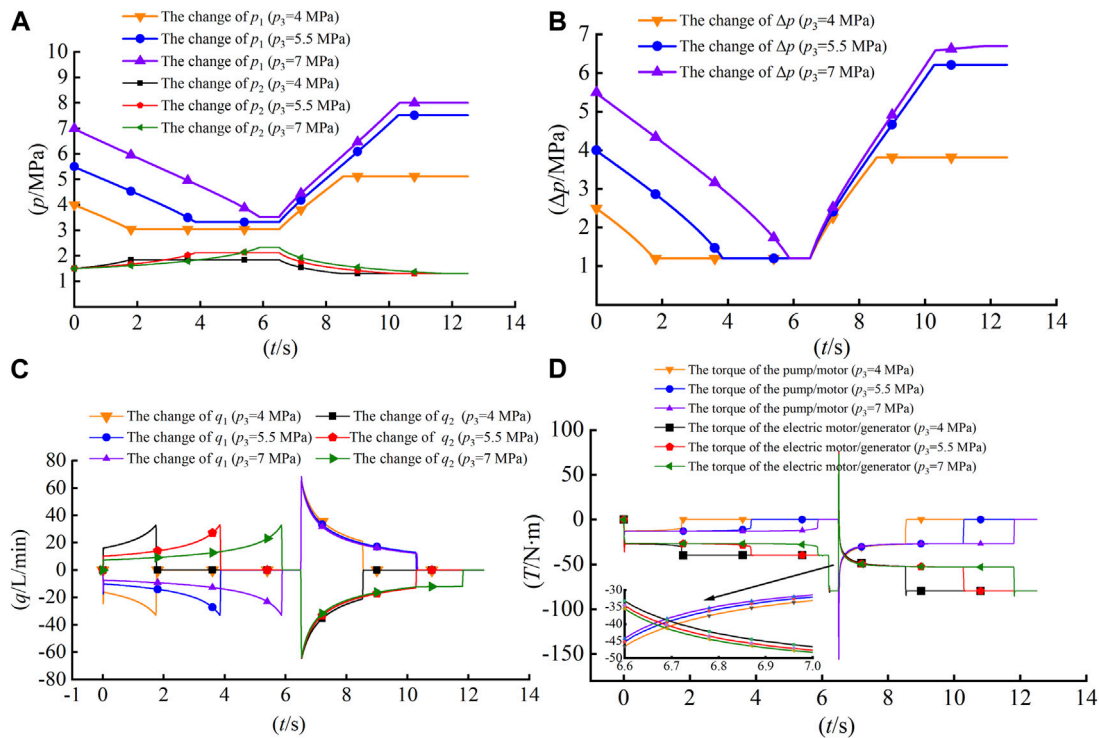 A
The change of p1 (p3=4 MPa)
The change of p1 (p3=5.5 MPa)
The change of p1 (p3=7 MPa)
The change of p2 (p3=4 MPa)
The change of p2 (p3=5.5 MPa)
The change of p2 (p3=7 MPa)
(p/MPa)
10
9
8
7
6
5
4
3
2
1
0 2 4 6 8 10 12 14
(t/s)
B
The change of Δp (p3=4 MPa)
The change of Δp (p3=5.5 MPa)
The change of Δp (p3=7 MPa)
(Δp/MPa)
7
6
5
4
3
2
1
0 2 4 6 8 10 12 14
(t/s)
C
The change of q1 (p3=4 MPa) The change of q2 (p3=4 MPa)
The change of q1 (p3=5.5 MPa) The change of q2 (p3=5.5 MPa)
The change of q1 (p3=7 MPa) The change of q2 (p3=7 MPa)
(q/L/min)
80
60
40
20
0
-20
-40
-60
-80
-1 0 2 4 6 8 10 12 14
(t/s)
D
The torque of the pump/motor (p3=4 MPa)
The torque of the pump/motor (p3=5.5 MPa)
The torque of the pump/motor (p3=7 MPa)
The torque of the electric motor/generator (p3=4 MPa)
The torque of the electric motor/generator (p3=5.5 MPa)
The torque of the electric motor/generator (p3=7 MPa)
(T/N·m)
100
50
0
-50
-100
-150
-30
-35
-40
-45
-50
6.6 6.7 6.8 6.9 7.0
0 2 4 6 8 10 12 14
(t/s)